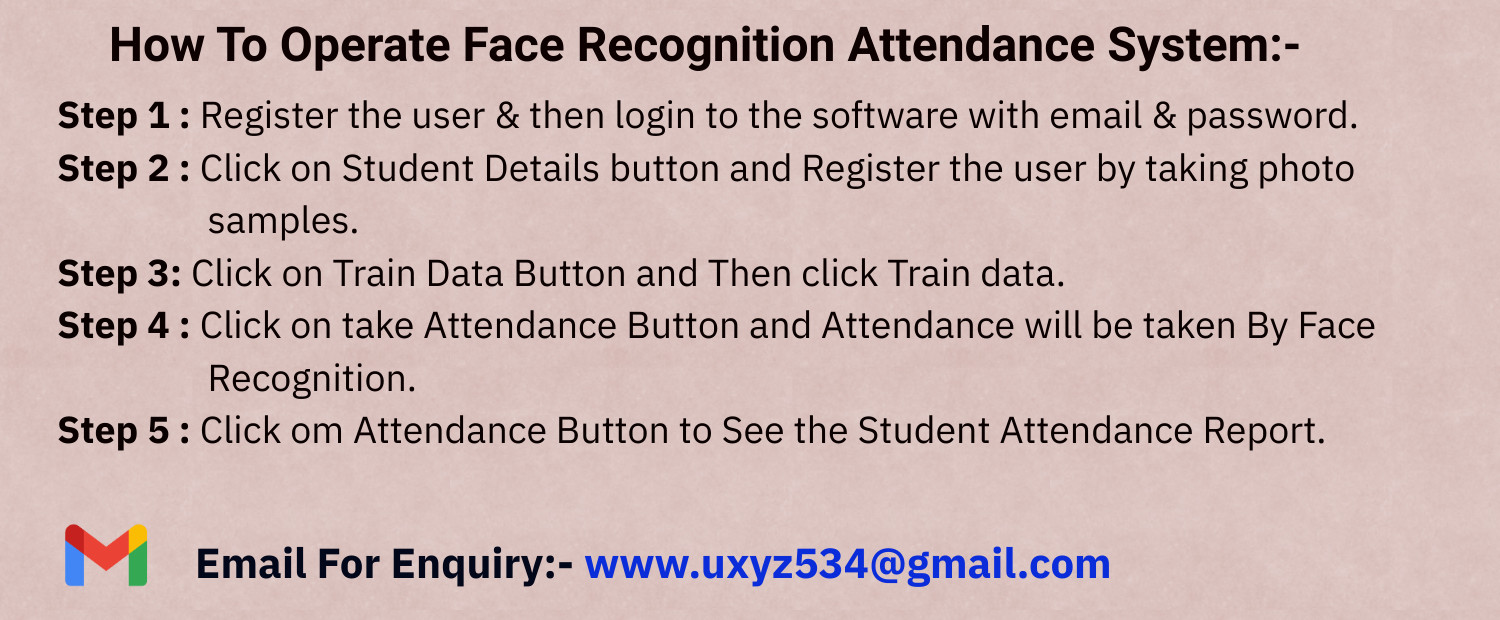 How To Operate Face Recognition Attendance System:-
Step 1 : Register the user & then login to the software with email & password.
Step 2 : Click on Student Details button and Register the user by taking photo
samples.
Step 3: Click on Train Data Button and Then click Train data.
Step 4 : Click on take Attendance Button and Attendance will be taken By Face
Recognition.
Step 5 : Click om Attendance Button to See the Student Attendance Report.
Email For Enquiry:- www.uxyz534@gmail.com